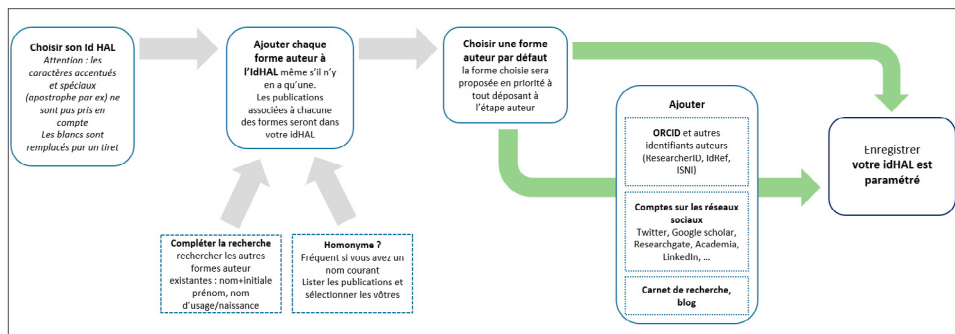 Choisir son Id HAL
Attention : les
caractères accentués
et spéciaux
(apostrophe par ex) ne
sont pas pris en
compte
Les blancs sont
remplacés par un tiret
Ajouter chaque
forme auteur à
l'IdHAL même s'il n'y
en a qu'une.
Les publications
associées à chacune
des formes seront dans
votre idHAL
Compléter la recherche
rechercher les autres
formes auteur
existantes : nom+initiale
prénom, nom
d'usage/naissance
Homonyme ?
Fréquent si vous avez un
nom courant
Lister les publications et
sélectionner les vôtres
Choisir une forme
auteur par défaut
la forme choisie sera
proposée en priorité à
tout déposant à
l'étape auteur
Ajouter
ORCID et autres
identifiants auteurs
(ResearcherID, IdRef,
ISNI)
Comptes sur les réseaux
sociaux
Twitter, Google scholar,
Researchgate, Academia,
LinkedIn, ...
Carnet de recherche,
blog
Enregistrer
votre idHAL est
paramétré